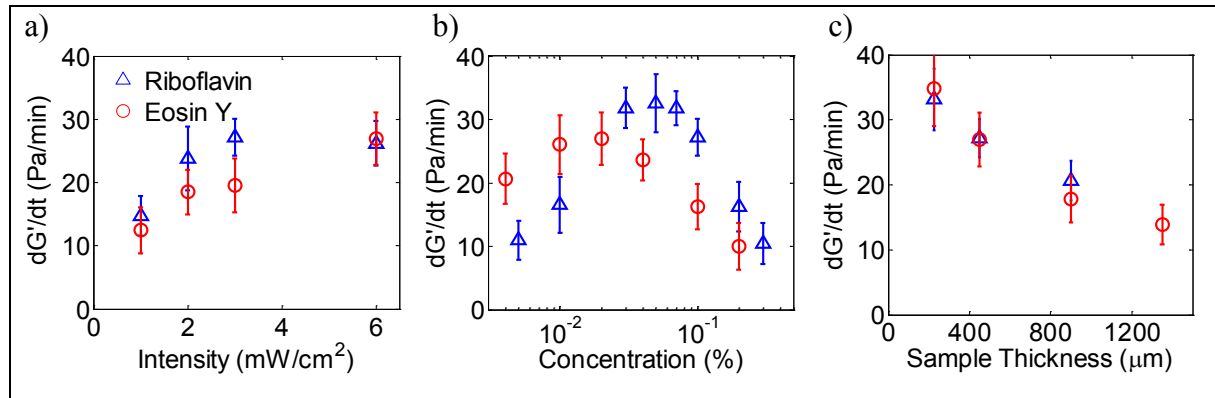 a)
dG'/dt (Pa/min)
40
30
20
10
0
Riboflavin
Eosin Y
0 2 4 6
Intensity (mW/cm²)
b)
dG'/dt (Pa/min)
40
30
20
10
0
10⁻² 10⁻¹
Concentration (%)
c)
dG'/dt (Pa/min)
40
30
20
10
0
0 400 800 1200
Sample Thickness (μm)